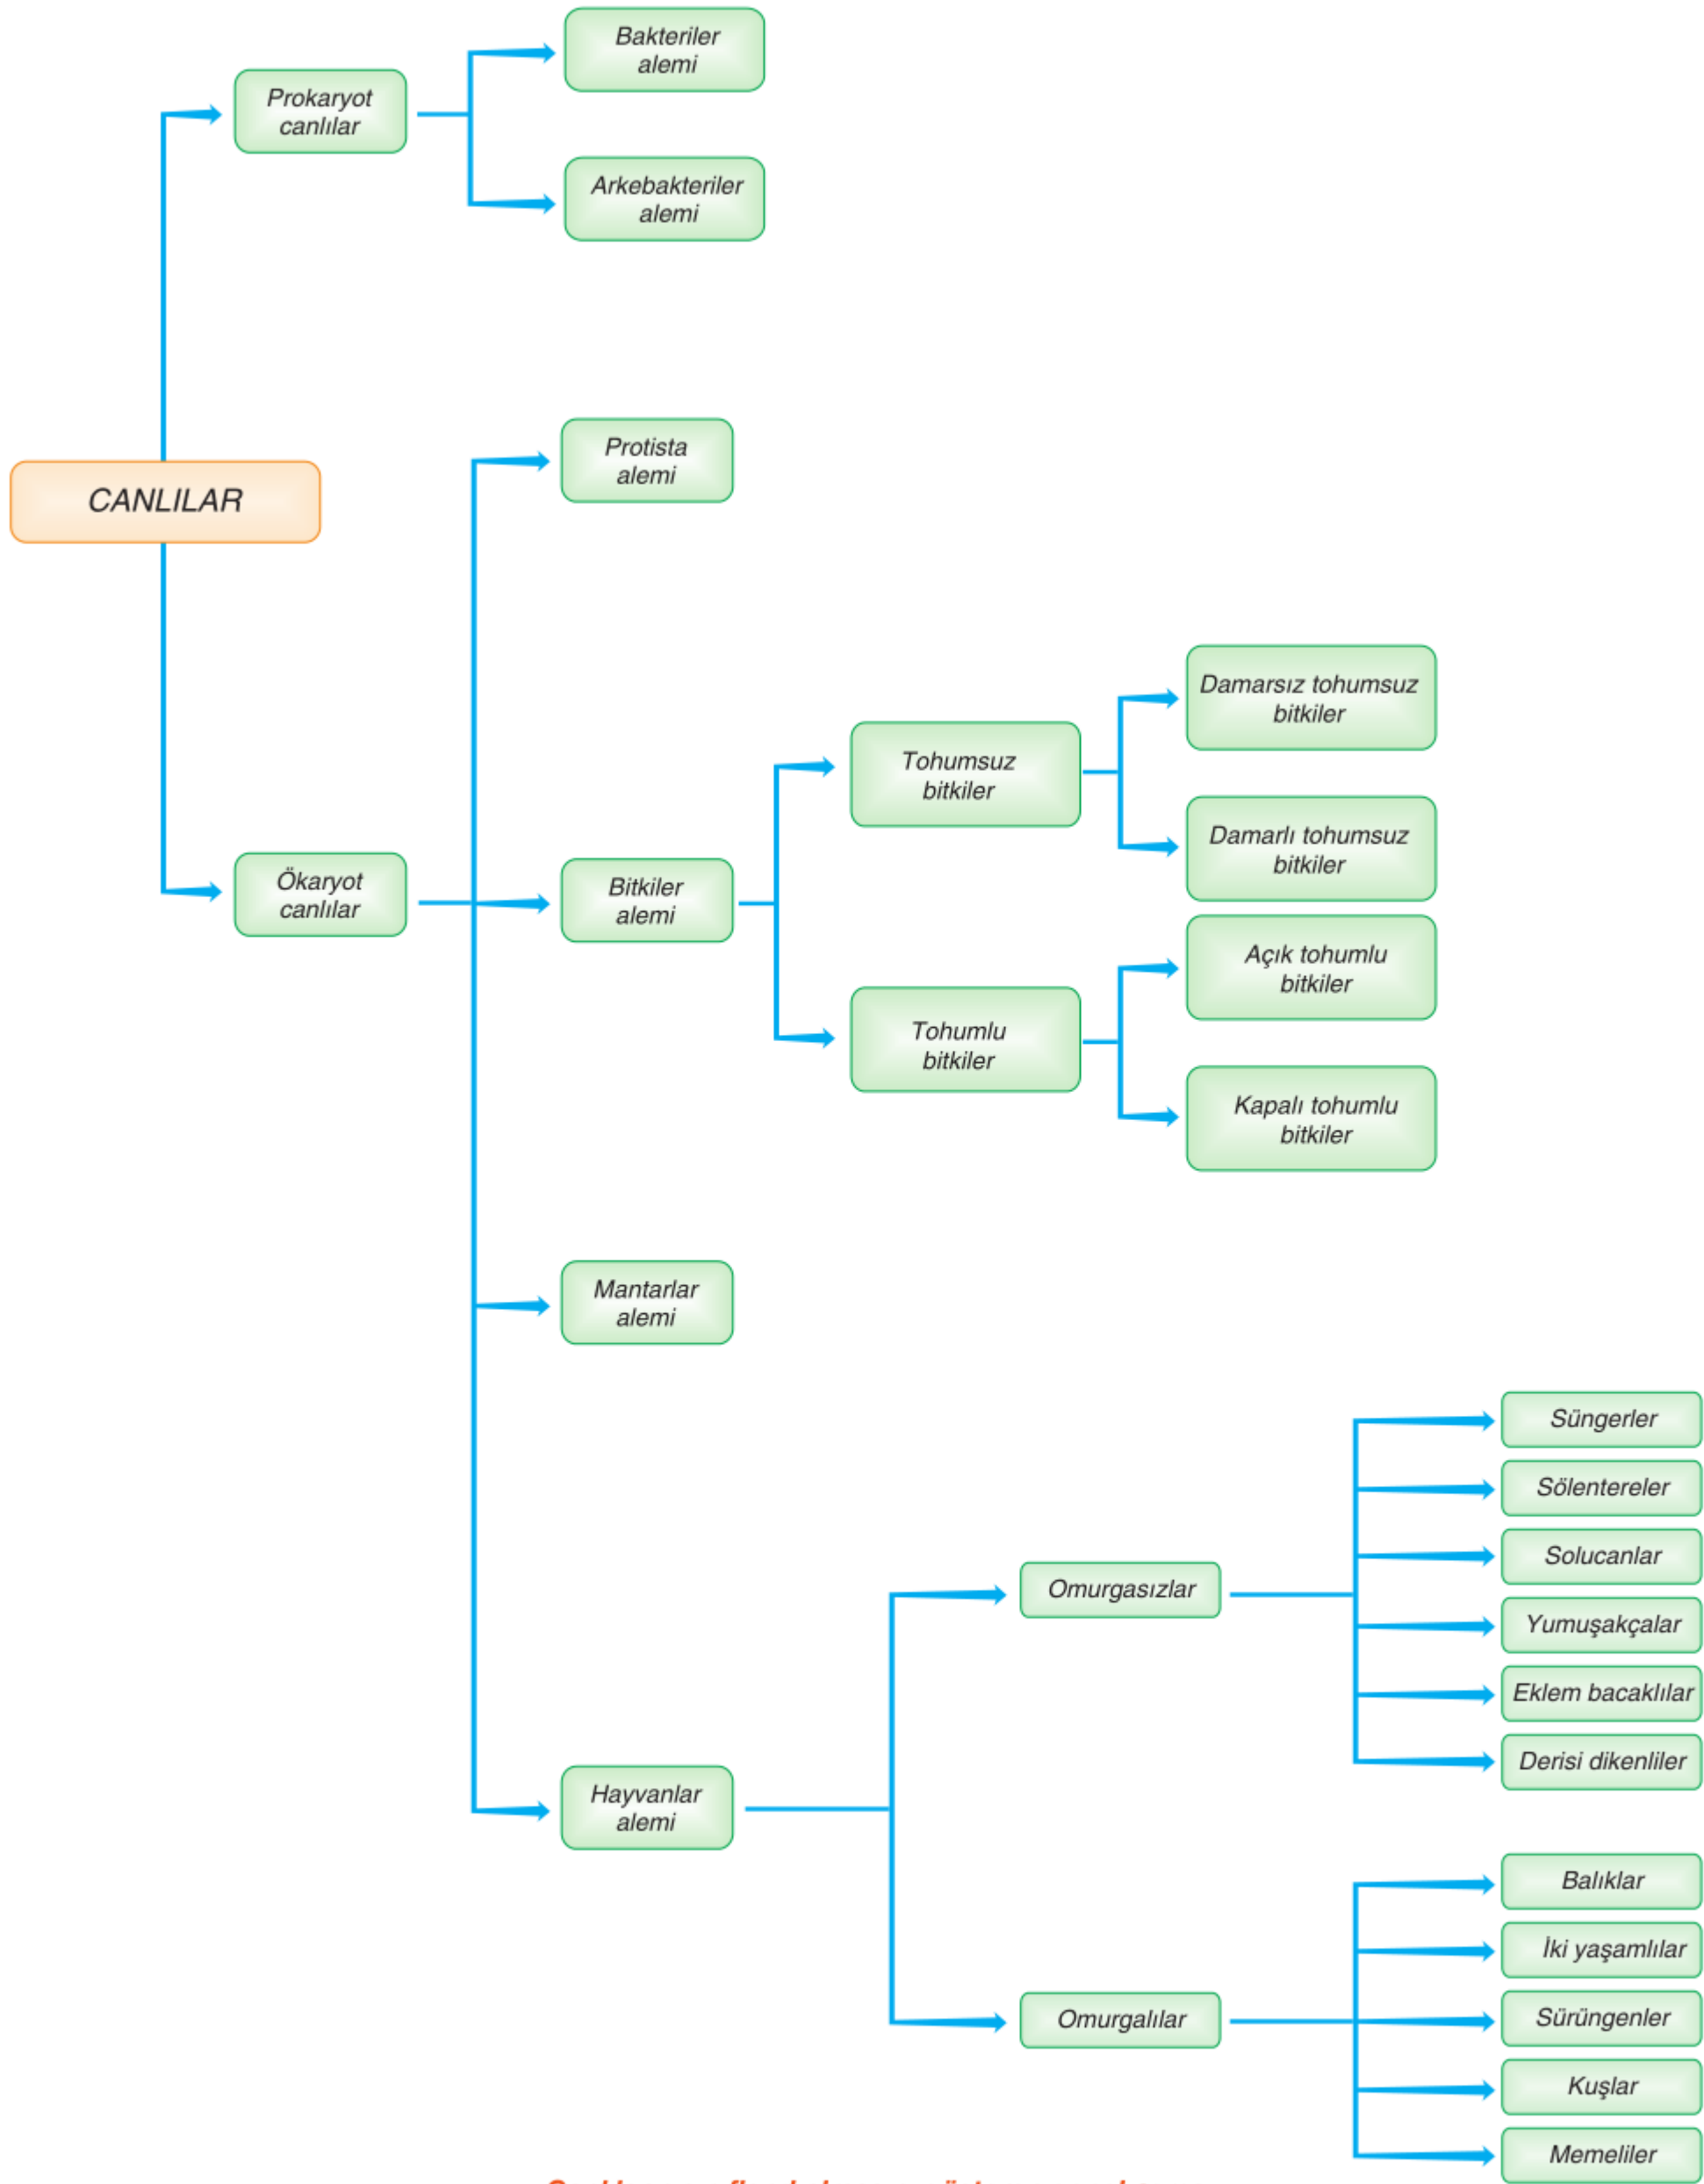 Bakteriler
alemi
Prokaryot
canlılar
Arkebakteriler
alemi
Protista
alemi
CANLILAR
Damarsız tohumsuz
bitkiler
Tohumsuz
bitkiler
Damarlı tohumsuz
bitkiler
Ökaryot
canlılar
Bitkiler
alemi
Açık tohumlu
bitkiler
Tohumlu
bitkiler
Kapalı tohumlu
bitkiler
Mantarlar
alemi
Süngerler
Sölentereler
Solucanlar
Omurgasızlar
Yumuşakçalar
Eklem bacaklılar
Derisi dikenliler
Hayvanlar
alemi
Balıklar
İki yaşamlılar
Omurgalılar
Sürüngenler
Kuşlar
Memeliler